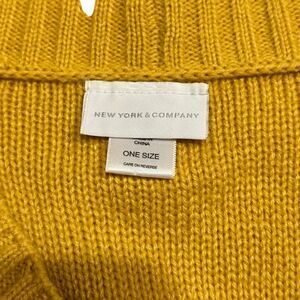 NEW YORK & COMPANY
CHINA
ONE SIZE
CARE ON REVERSE